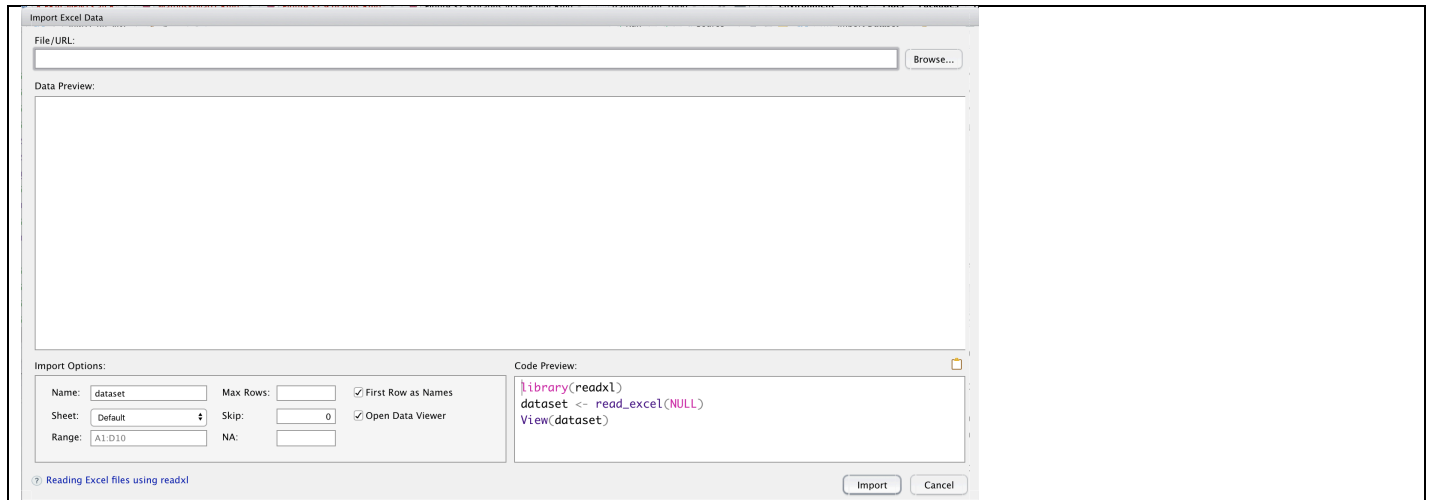 Import Excel Data
File/URL:
Browse...
Data Preview:
Import Options:
Name: dataset
Max Rows:
First Row as Names
Sheet: Default
Skip: 0
Open Data Viewer
Range: A1:D10
NA:
Code Preview:
library(readxl)
dataset <- read_excel(NULL)
View(dataset)
? Reading Excel files using readxl
Import
Cancel